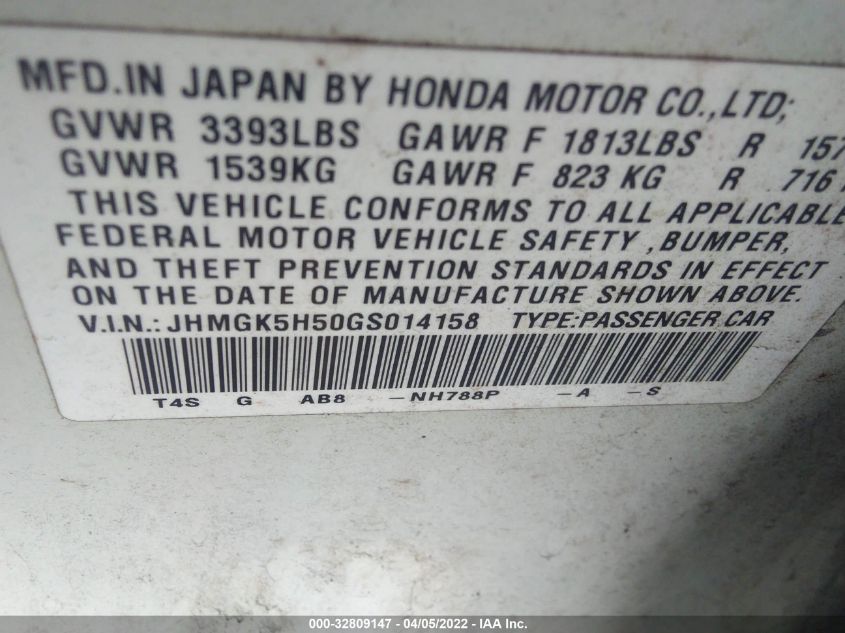 MFD.IN JAPAN BY HONDA MOTOR CO.,LTD;
GVWR 3393LBS GAWR F 1813LBS R 157
GVWR 1539KG GAWR F 823 KG R 716
THIS VEHICLE CONFORMS TO ALL APPLICABLE
FEDERAL MOTOR VEHICLE SAFETY ,BUMPER,
AND THEFT PREVENTION STANDARDS IN EFFECT
ON THE DATE OF MANUFACTURE SHOWN ABOVE.
V.I.N.: JHMGK5H50GS014158 TYPE:PASSENGER CAR
T4S G AB8 -NH788P -A -S
000-32809147 - 04/05/2022 - IAA Inc.